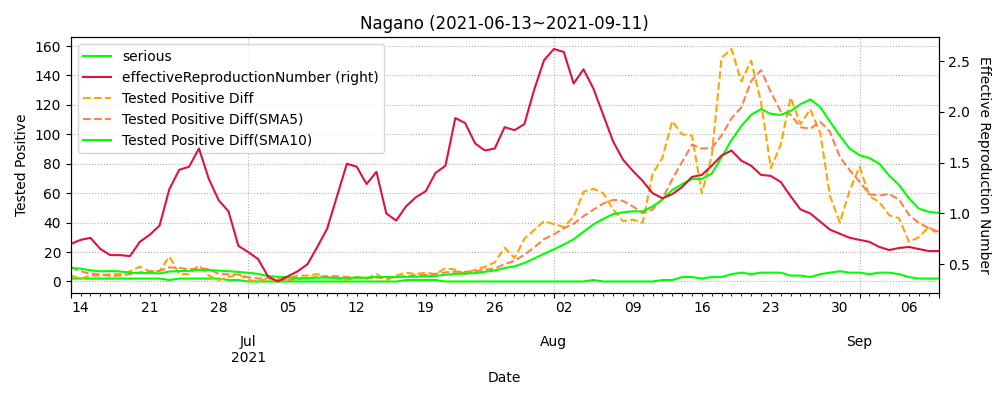 Nagano (2021-06-13~2021-09-11)
serious
effectiveReproductionNumber (right)
Tested Positive Diff
Tested Positive Diff(SMA5)
Tested Positive Diff(SMA10)
Tested Positive
160
140
120
100
80
60
40
20
0
2.5
2.0
1.5
1.0
0.5
Effective Reproduction Number
14 21 28 05 12 19 26 02 09 16 23 30 06
Jul Aug Sep
2021
Date